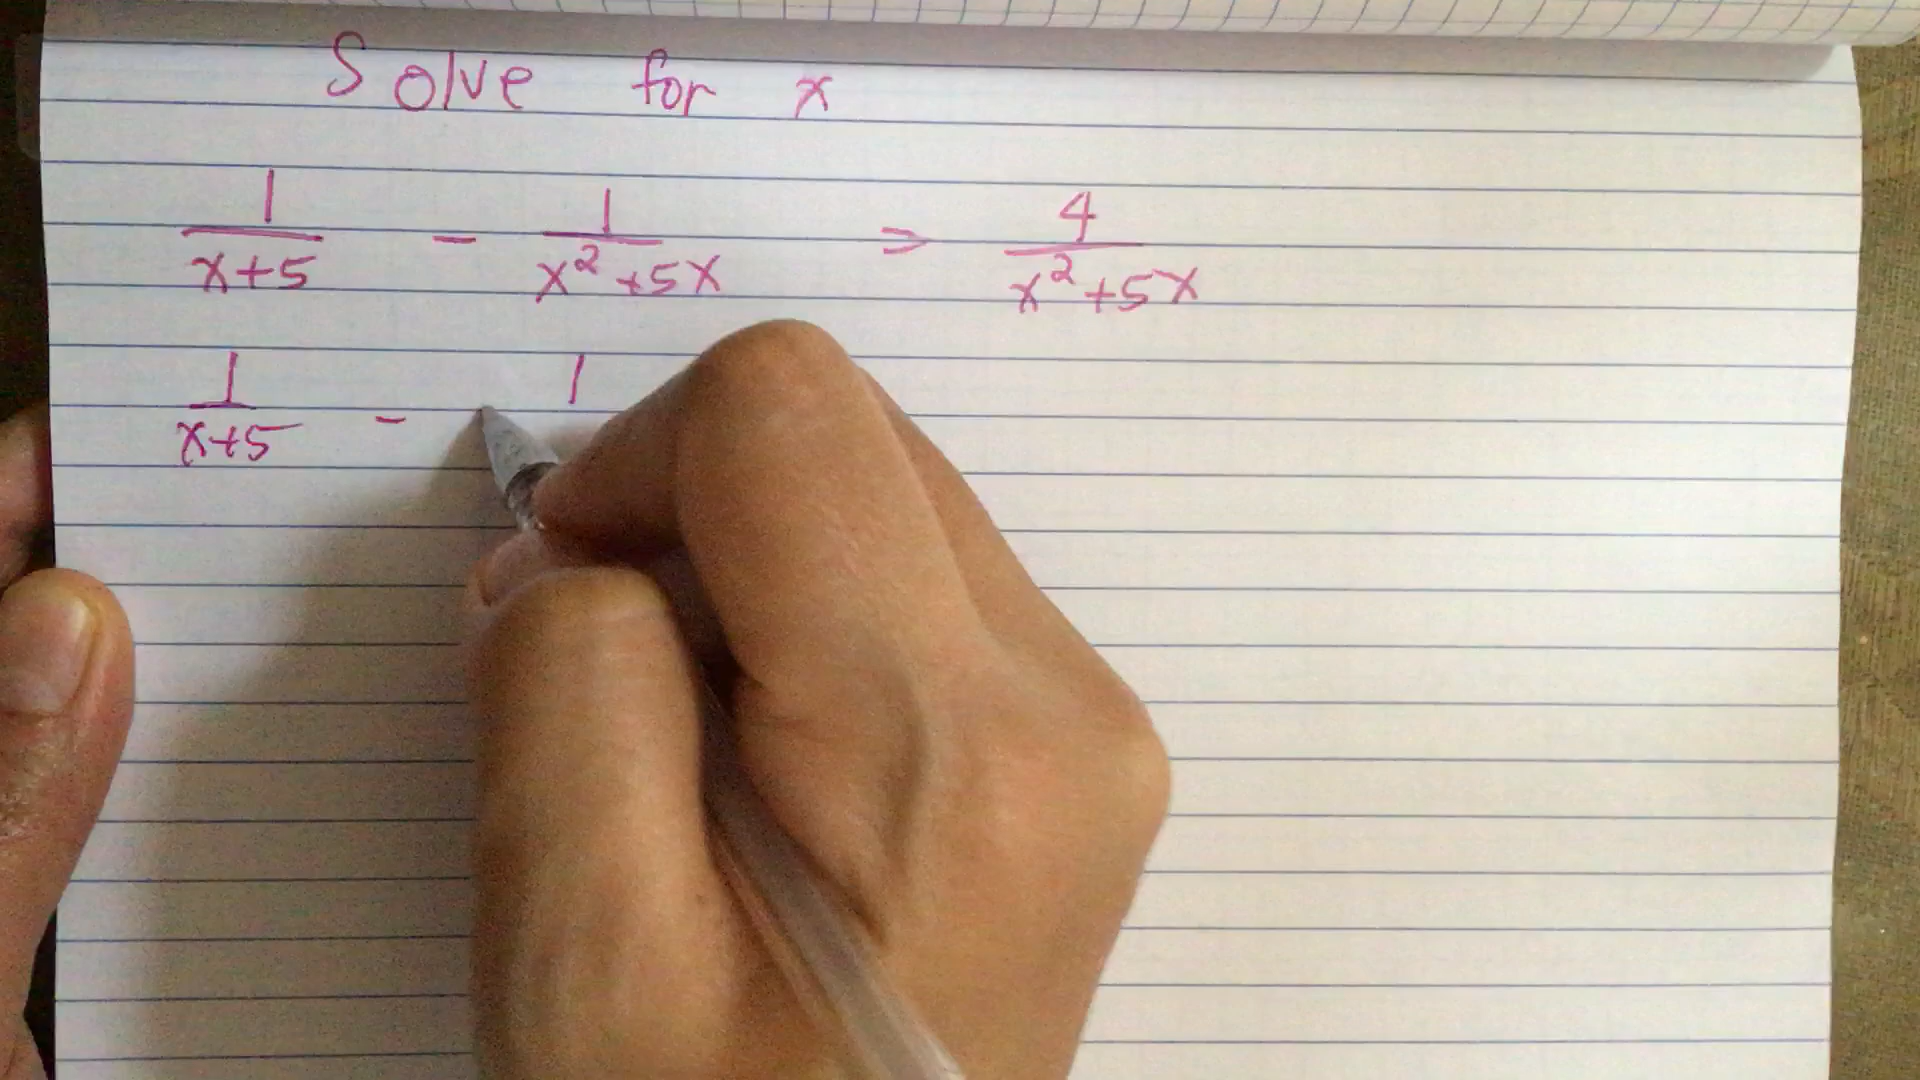 Solve for x
1/(x+5) - 1/(x²+5x) = 4/(x²+5x)
1/(x+5) - 1